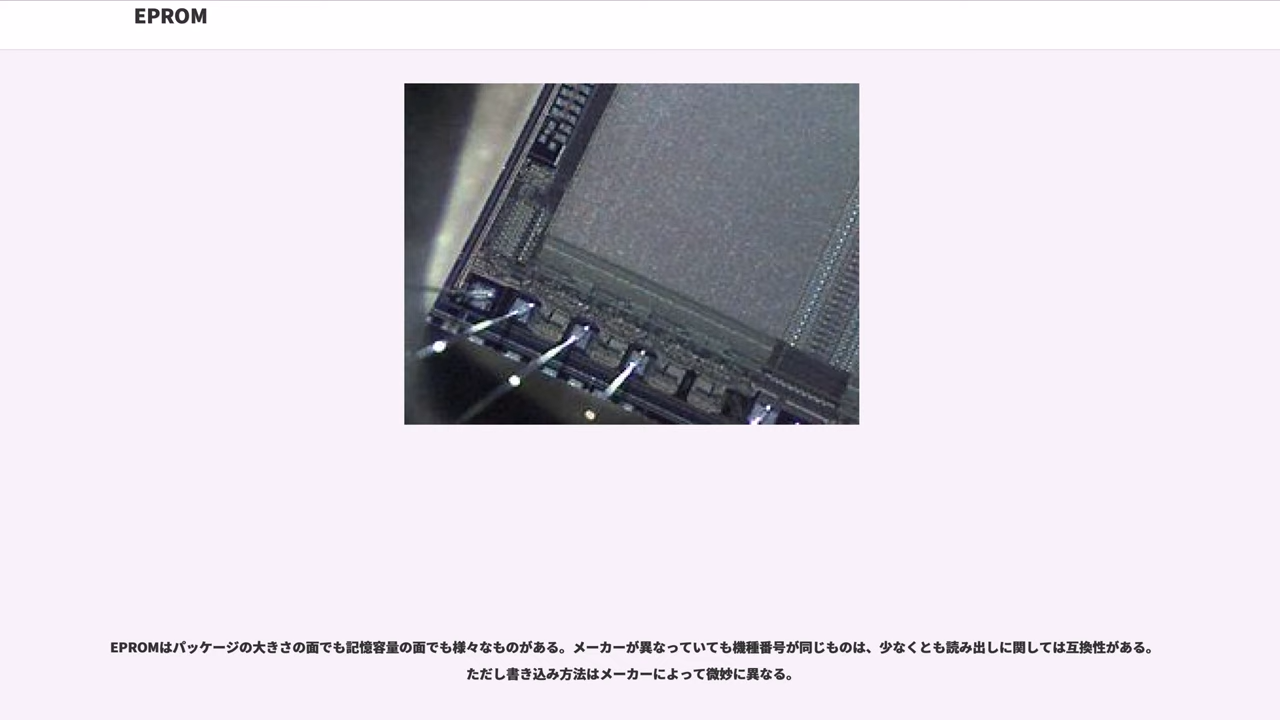 EPROM
EPROMはパッケージの大きさの面でも記憶容量の面でも様々なものがある。メーカーが異なっていても機種番号が同じものは、少なくとも読み出しに関しては互換性がある。
ただし書き込み方法はメーカーによって微妙に異なる。